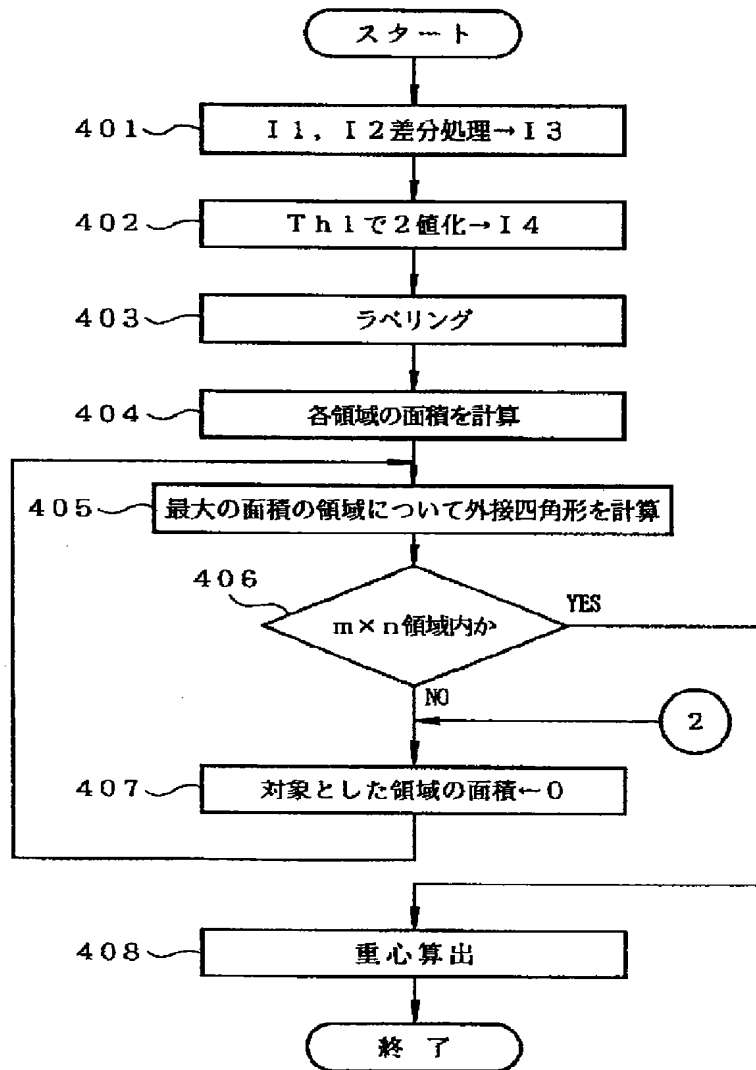 スタート
401 I1，I2差分処理→I3
402 Th1で2値化→I4
403 ラベリング
404 各領域の面積を計算
405 最大の面積の領域について外接四角形を計算
406
m×n領域内か
YES
NO
2
407 対象とした領域の面積←0
408 重心算出
終了